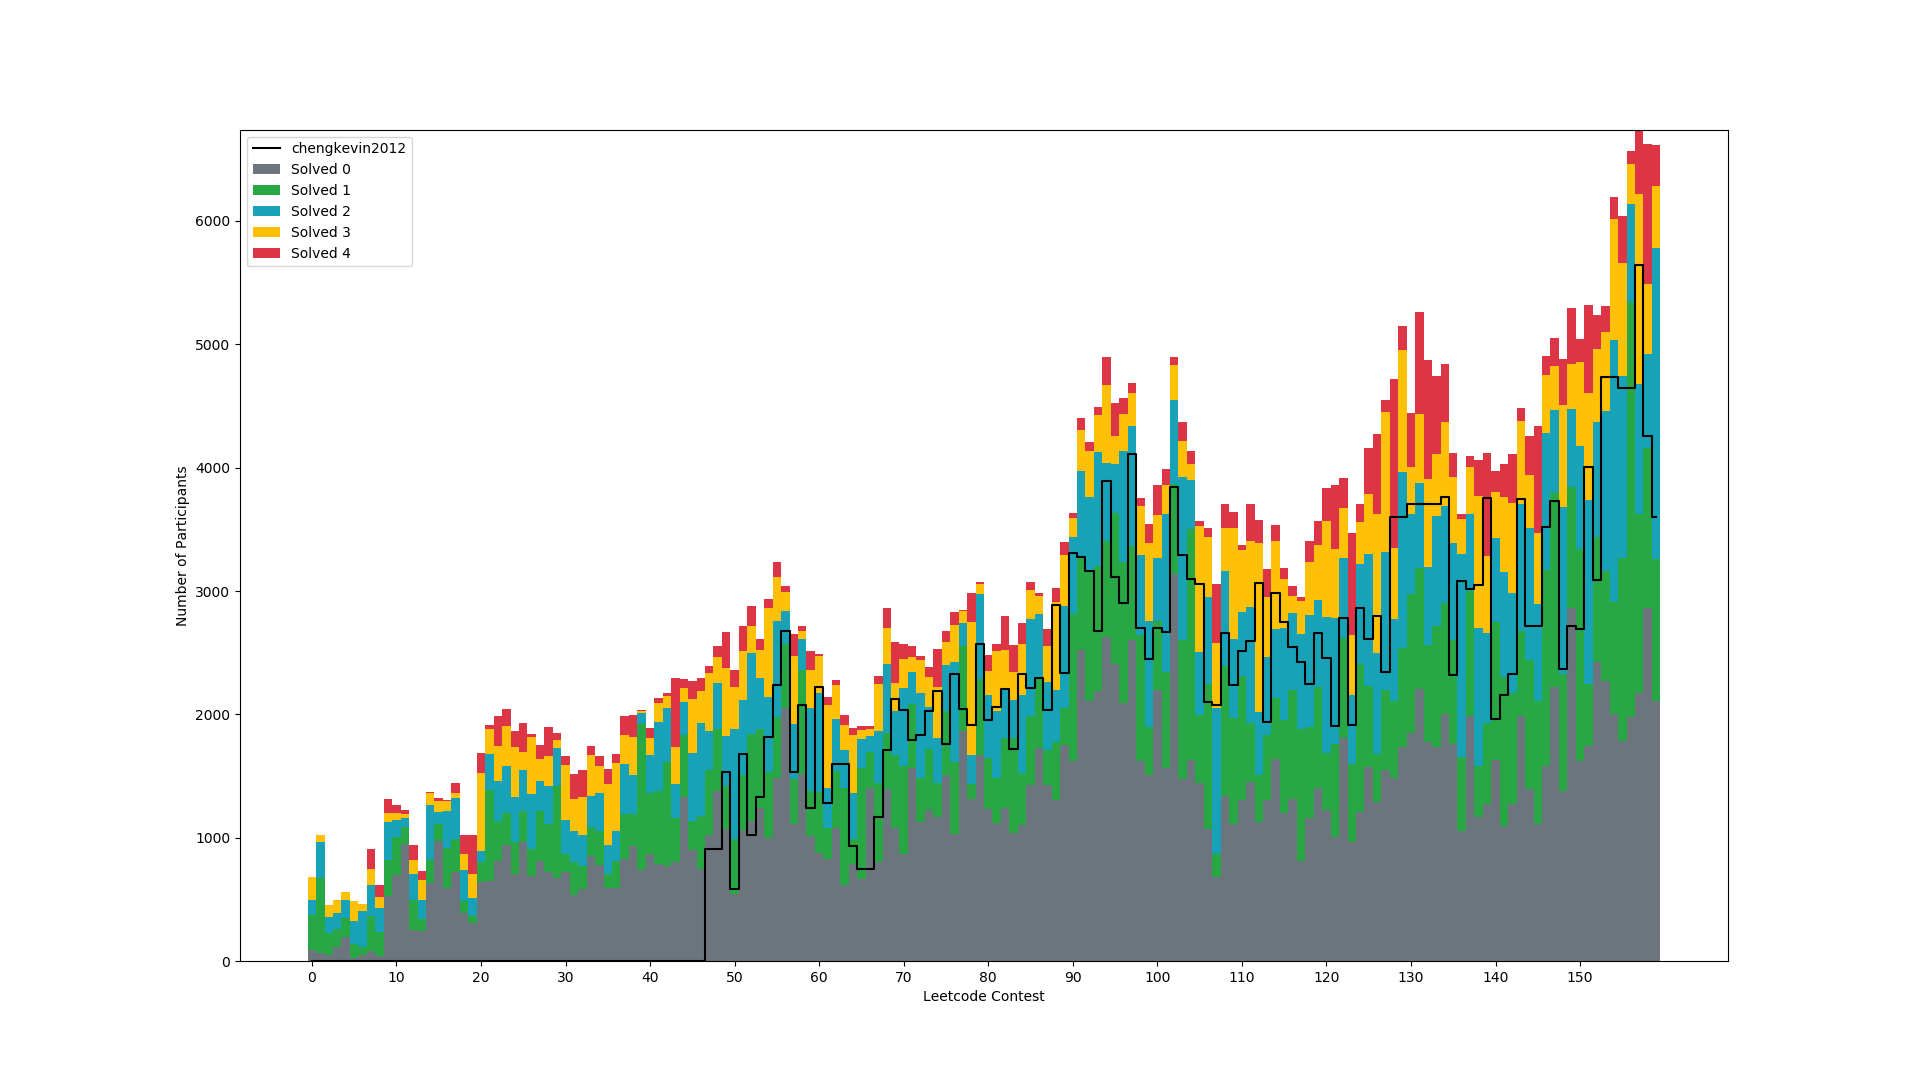 chengkevin2012
Solved 0
Solved 1
Solved 2
Solved 3
Solved 4
6000
5000
4000
3000
2000
1000
0
Number of Participants
0 10 20 30 40 50 60 70 80 90 100 110 120 130 140 150
Leetcode Contest